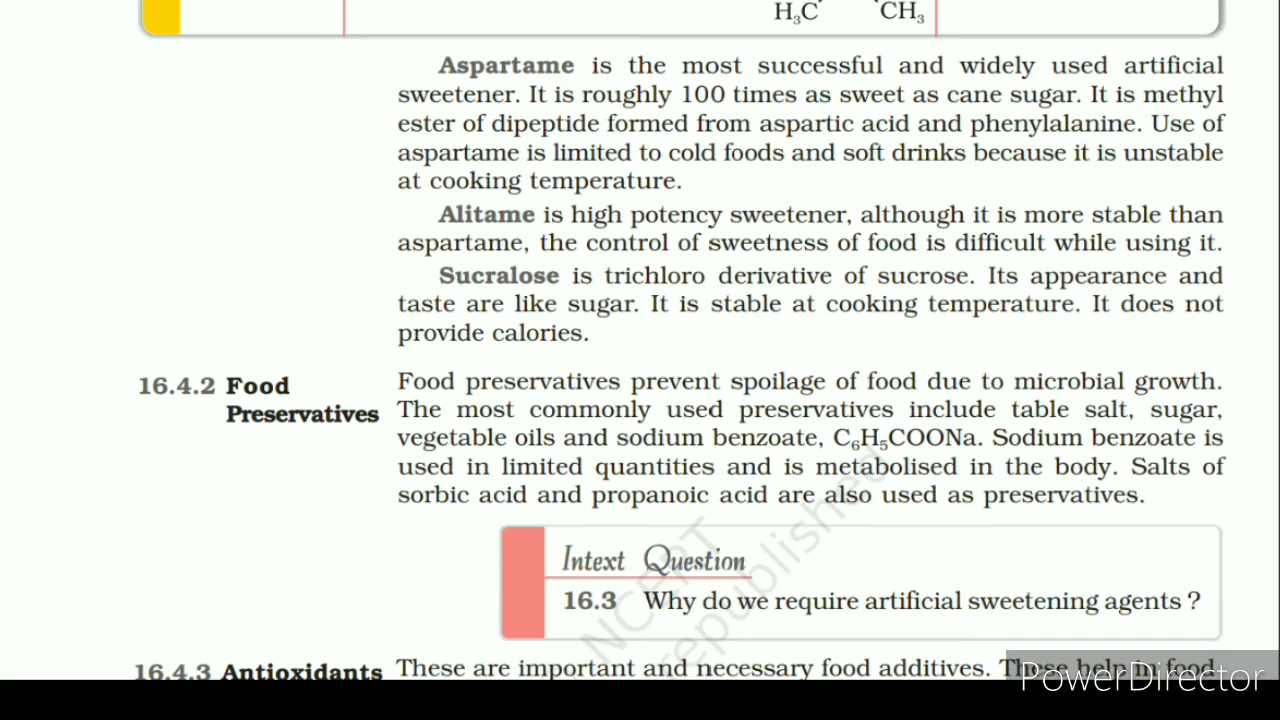 H₃C CH₃
Aspartame is the most successful and widely used artificial
sweetener. It is roughly 100 times as sweet as cane sugar. It is methyl
ester of dipeptide formed from aspartic acid and phenylalanine. Use of
aspartame is limited to cold foods and soft drinks because it is unstable
at cooking temperature.
Alitame is high potency sweetener, although it is more stable than
aspartame, the control of sweetness of food is difficult while using it.
Sucralose is trichloro derivative of sucrose. Its appearance and
taste are like sugar. It is stable at cooking temperature. It does not
provide calories.
16.4.2 Food
Preservatives
Food preservatives prevent spoilage of food due to microbial growth.
The most commonly used preservatives include table salt, sugar,
vegetable oils and sodium benzoate, C₆H₅COONa. Sodium benzoate is
used in limited quantities and is metabolised in the body. Salts of
sorbic acid and propanoic acid are also used as preservatives.
Intext Question
16.3 Why do we require artificial sweetening agents ?
16.4.3 Antioxidants These are important and necessary food additives. These help in food
NCERT
republished
PowerDirector